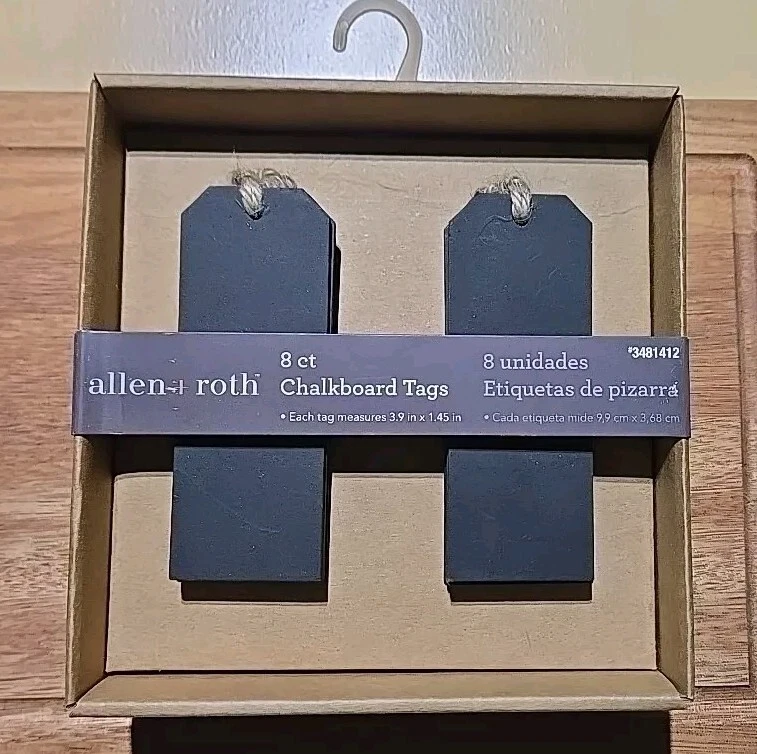 allen + roth™
8 ct
Chalkboard Tags
• Each tag measures 3.9 in x 1.45 in
8 unidades
Etiquetas de pizarra
• Cada etiqueta mide 9,9 cm x 3,68 cm
#3481412